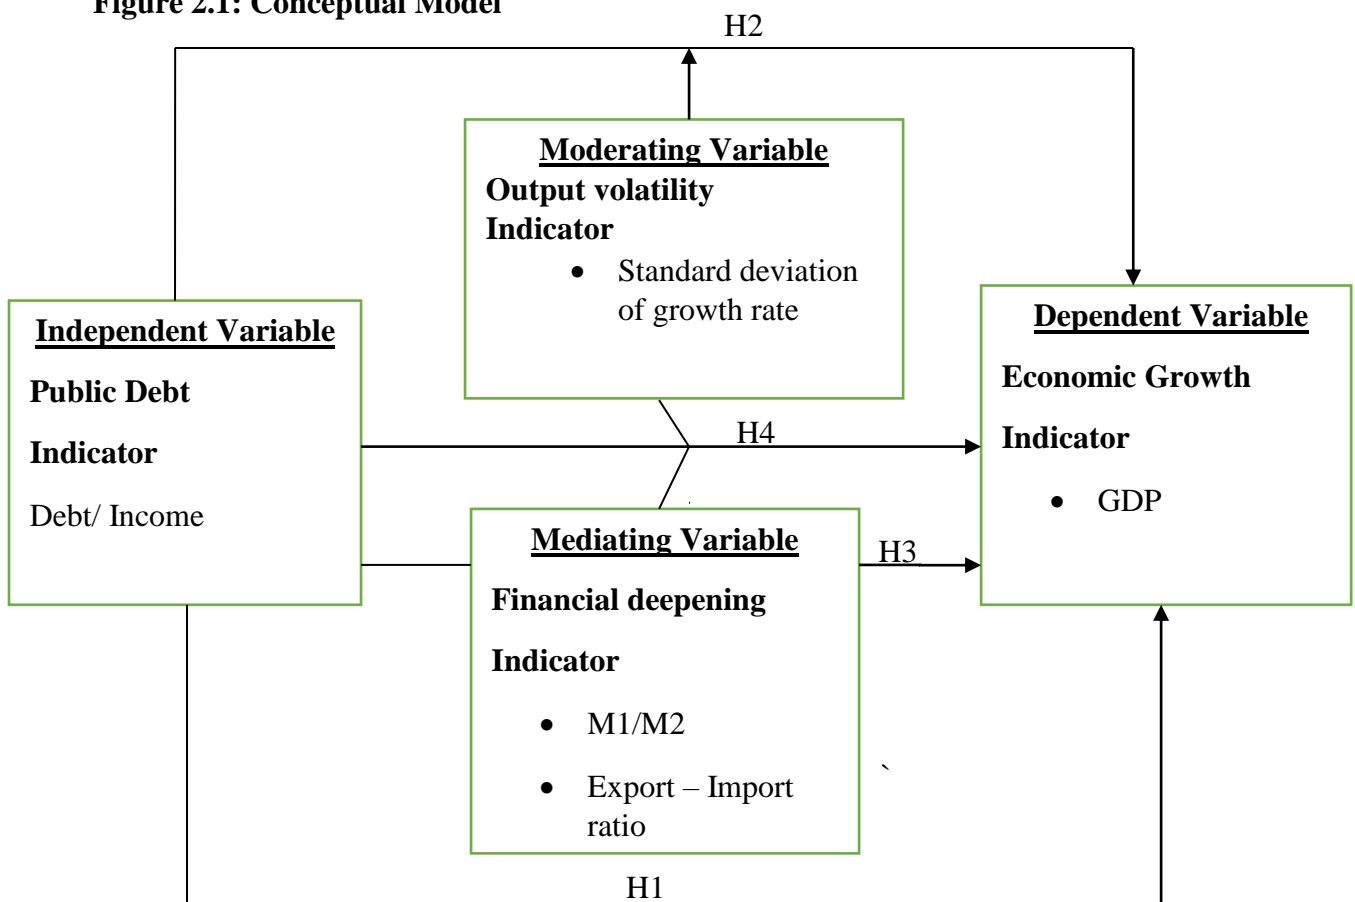 Figure 2.1: Conceptual Model
H2
Moderating Variable
Output volatility
Indicator
• Standard deviation
of growth rate
Independent Variable
Public Debt
Indicator
Debt/ Income
Dependent Variable
Economic Growth
Indicator
• GDP
H4
H3
Mediating Variable
Financial deepening
Indicator
• M1/M2
• Export – Import
ratio
`
H1